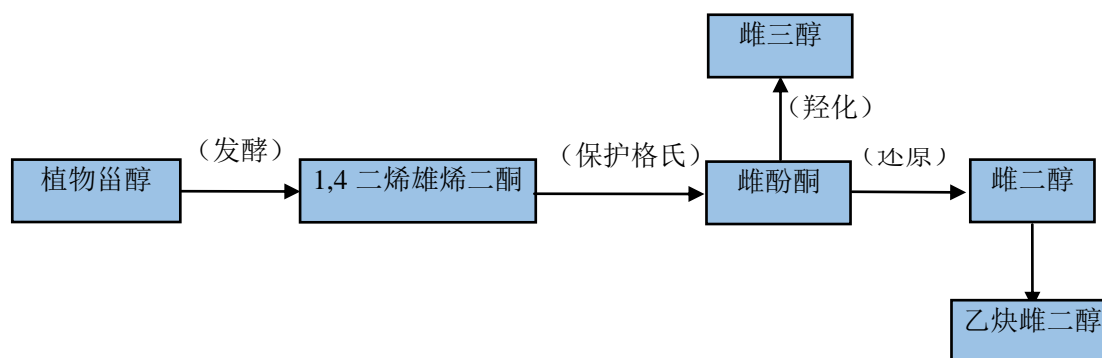 雌三醇
（羟化）
（发酵）
（保护格氏）
（还原）
植物甾醇
1,4 二烯雄烯二酮
雌酚酮
雌二醇
乙炔雌二醇